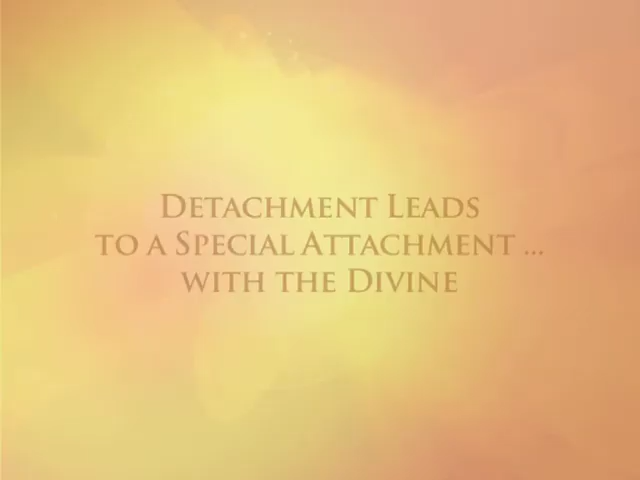 Detachment Leads
to a Special Attachment ...
with the Divine